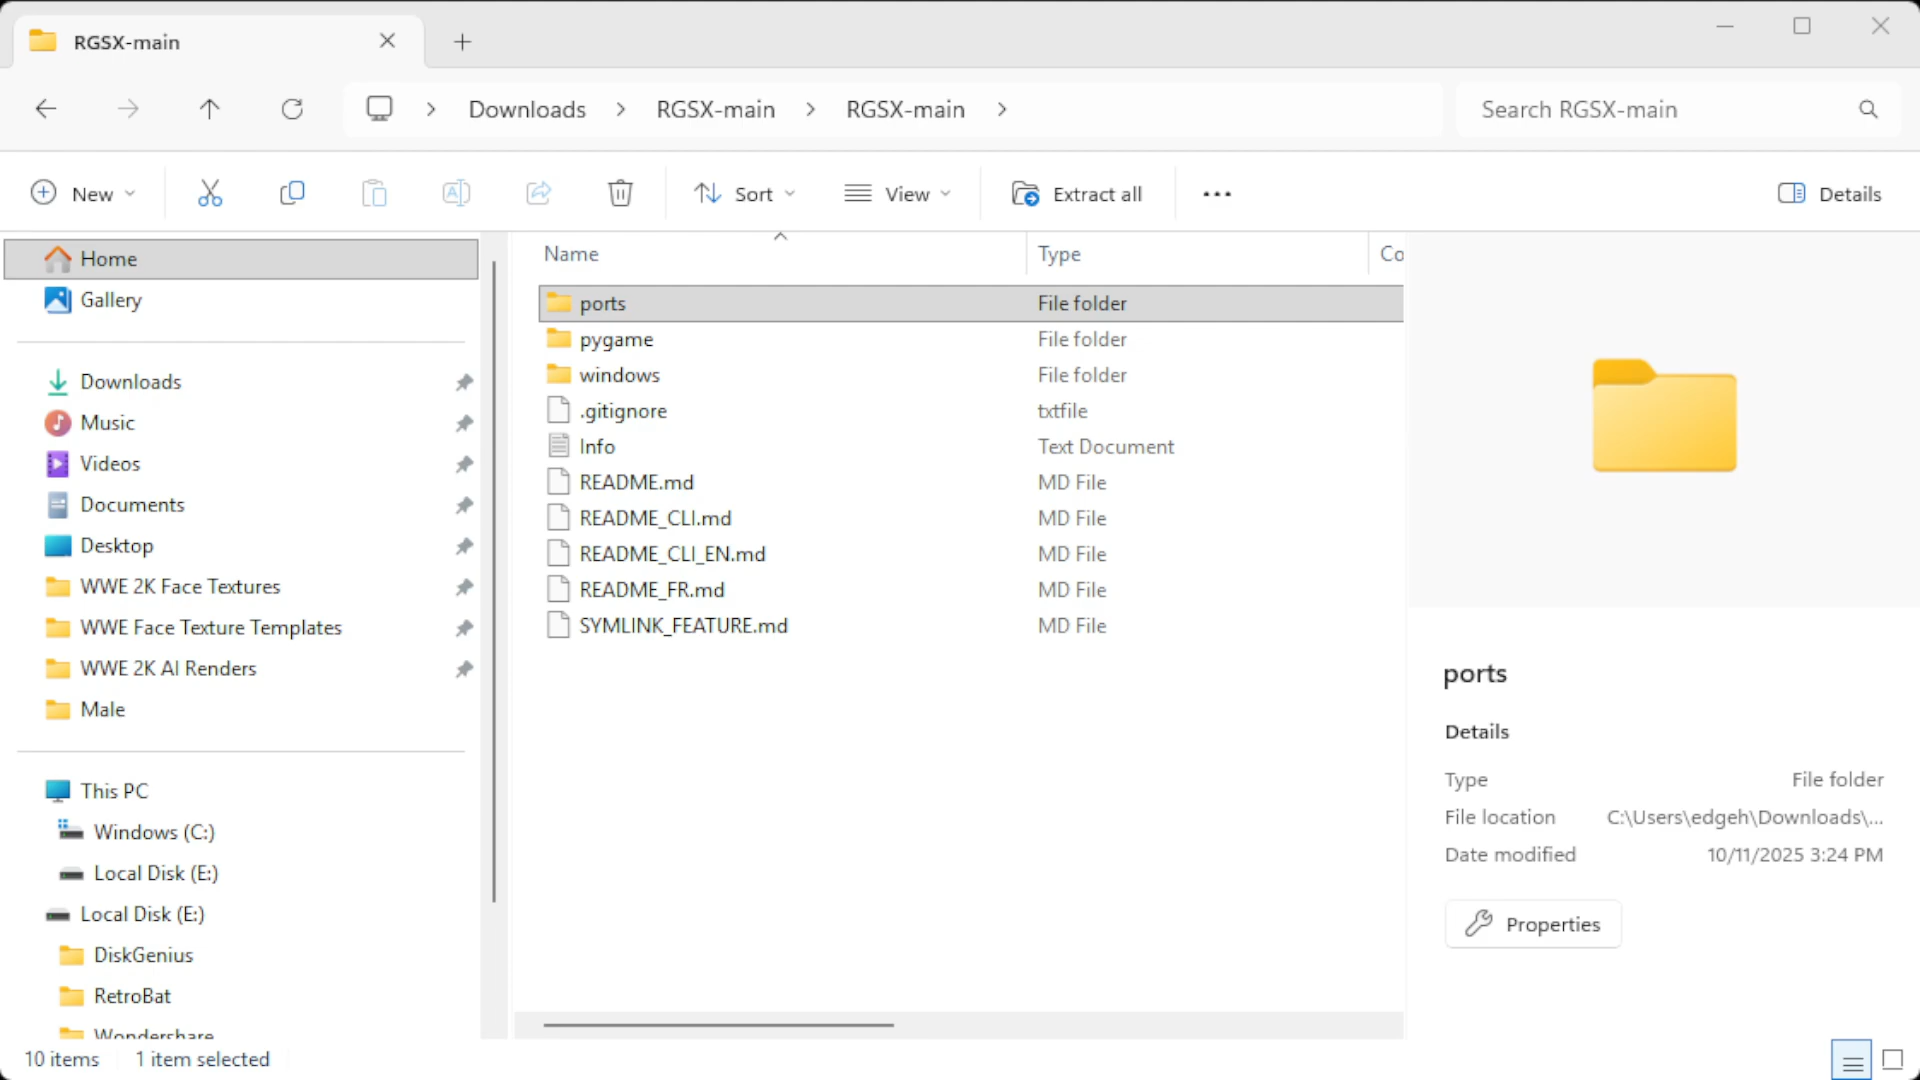 RGSX-main
Downloads > RGSX-main > RGSX-main >
Search RGSX-main
New
Sort
View
Extract all
Details
Home
Gallery
Downloads
Music
Videos
Documents
Desktop
WWE 2K Face Textures
WWE Face Texture Templates
WWE 2K AI Renders
Male
This PC
Windows (C:)
Local Disk (E:)
Local Disk (E:)
DiskGenius
RetroBat
Wondershare
Name Type Co
ports File folder
pygame File folder
windows File folder
.gitignore txtfile
Info Text Document
README.md MD File
README_CLI.md MD File
README_CLI_EN.md MD File
README_FR.md MD File
SYMLINK_FEATURE.md MD File
ports
Details
Type File folder
File location C:\Users\edgeh\Downloads\...
Date modified 10/11/2025 3:24 PM
Properties
10 items 1 item selected